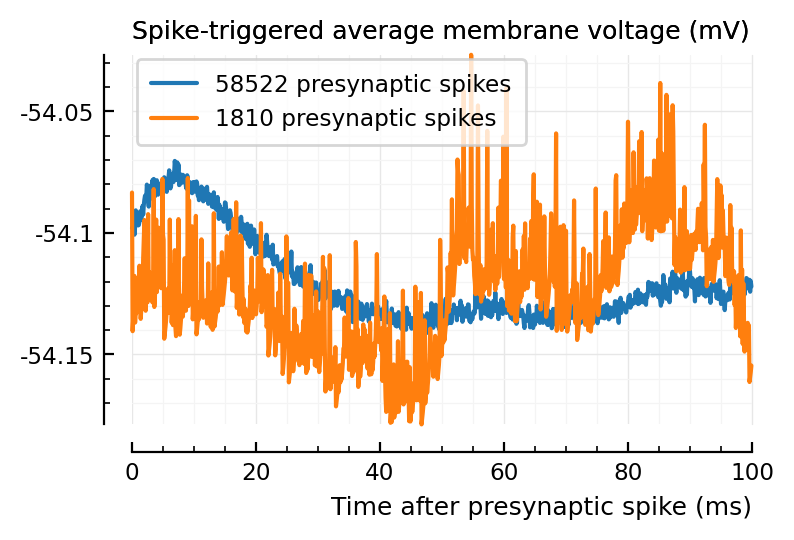 Spike-triggered average membrane voltage (mV)
58522 presynaptic spikes
1810 presynaptic spikes
-54.05
-54.1
-54.15
0 20 40 60 80 100
Time after presynaptic spike (ms)